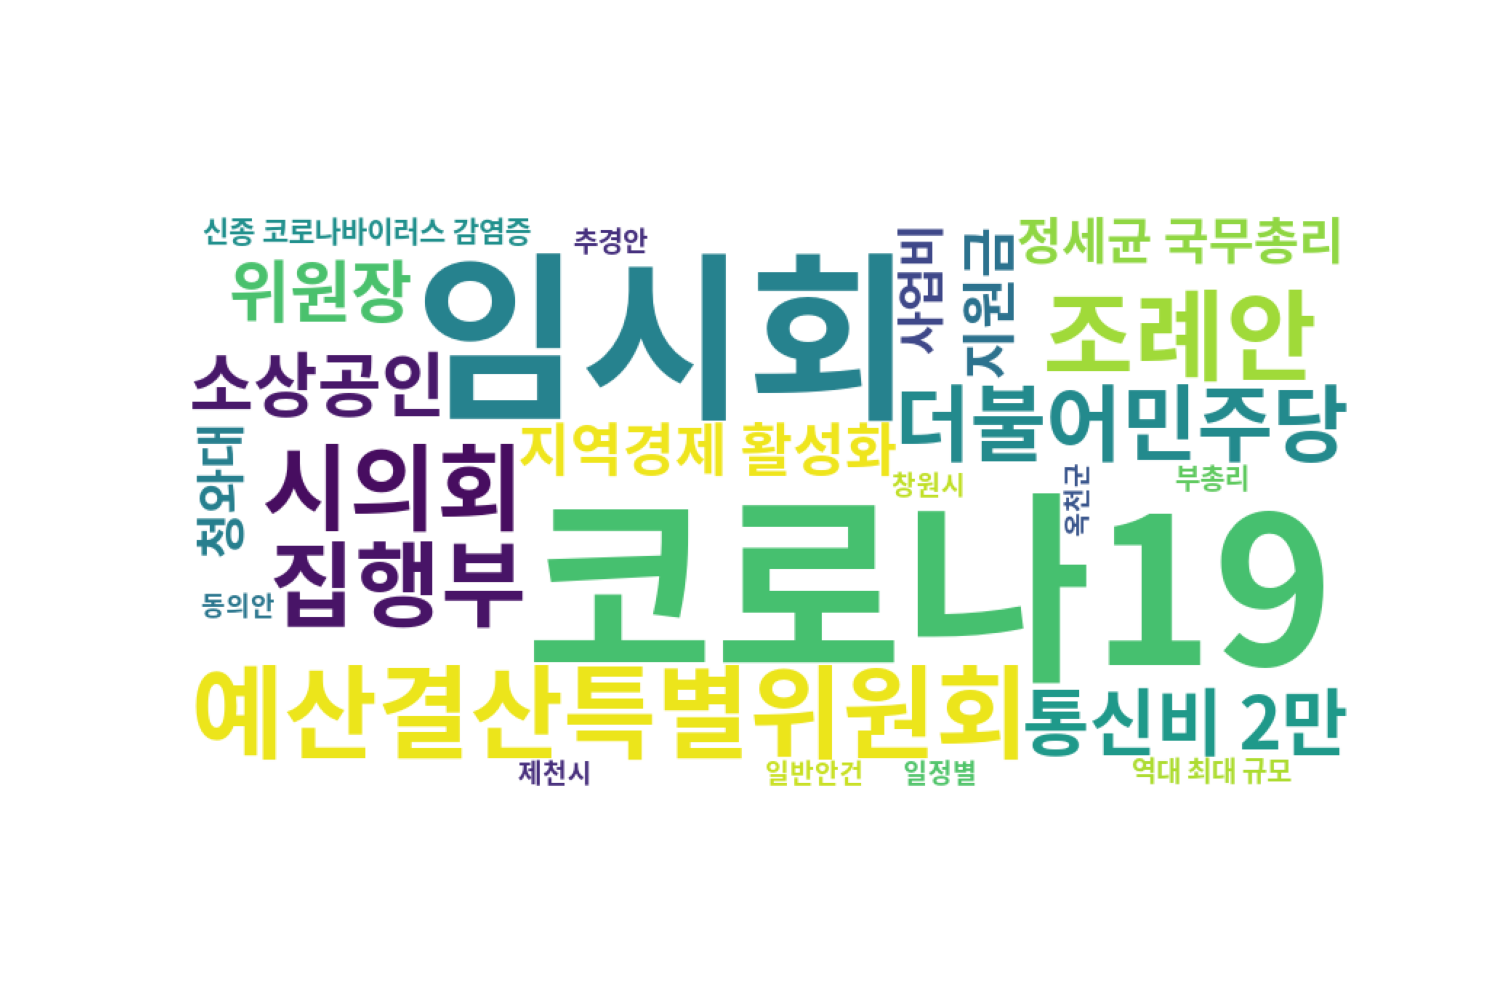 신종 코로나바이러스 감염증
추경안
정세균 국무총리
위원장
임시회
사업비
지원금
조례안
소상공인
더불어민주당
청와대
시의회
지역경제 활성화
창원시
옥천군
부총리
코로나19
집행부
동의안
예산결산특별위원회
통신비 2만
제천시
일반안건
일정별
역대 최대 규모